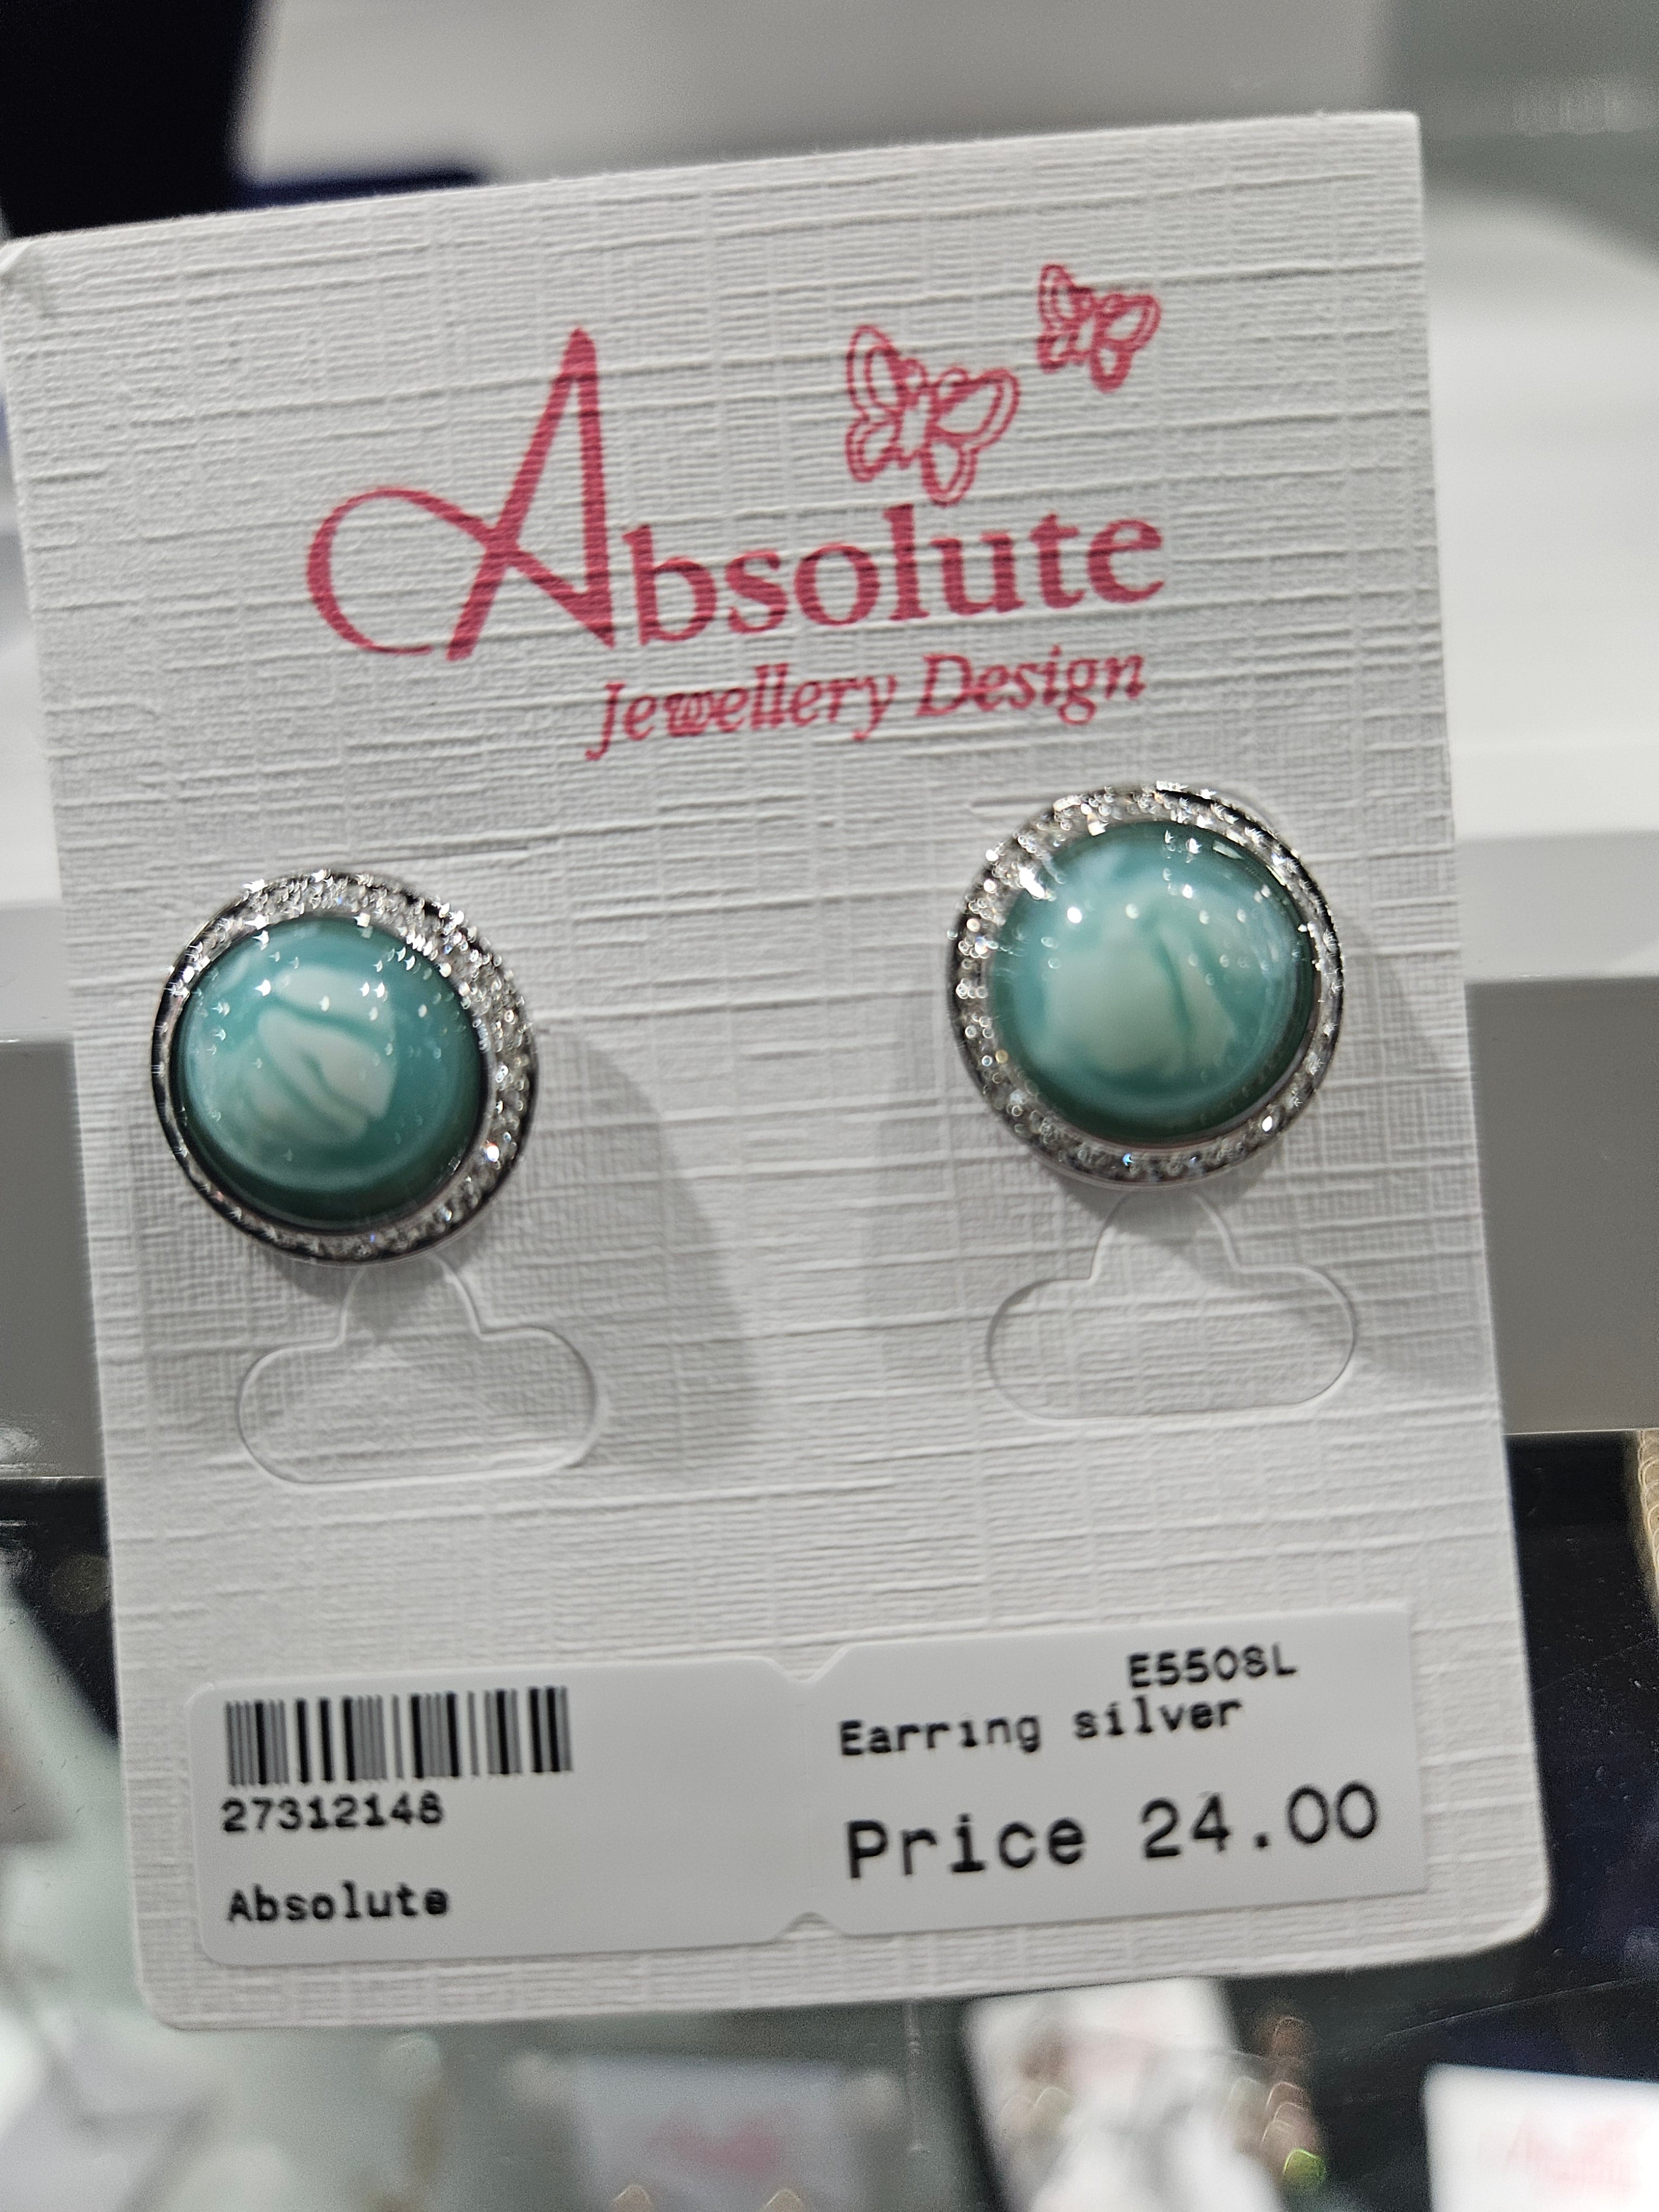 Absolute
Jewellery Design
27312148
Absolute
E550SL
Earring silver
Price 24.00